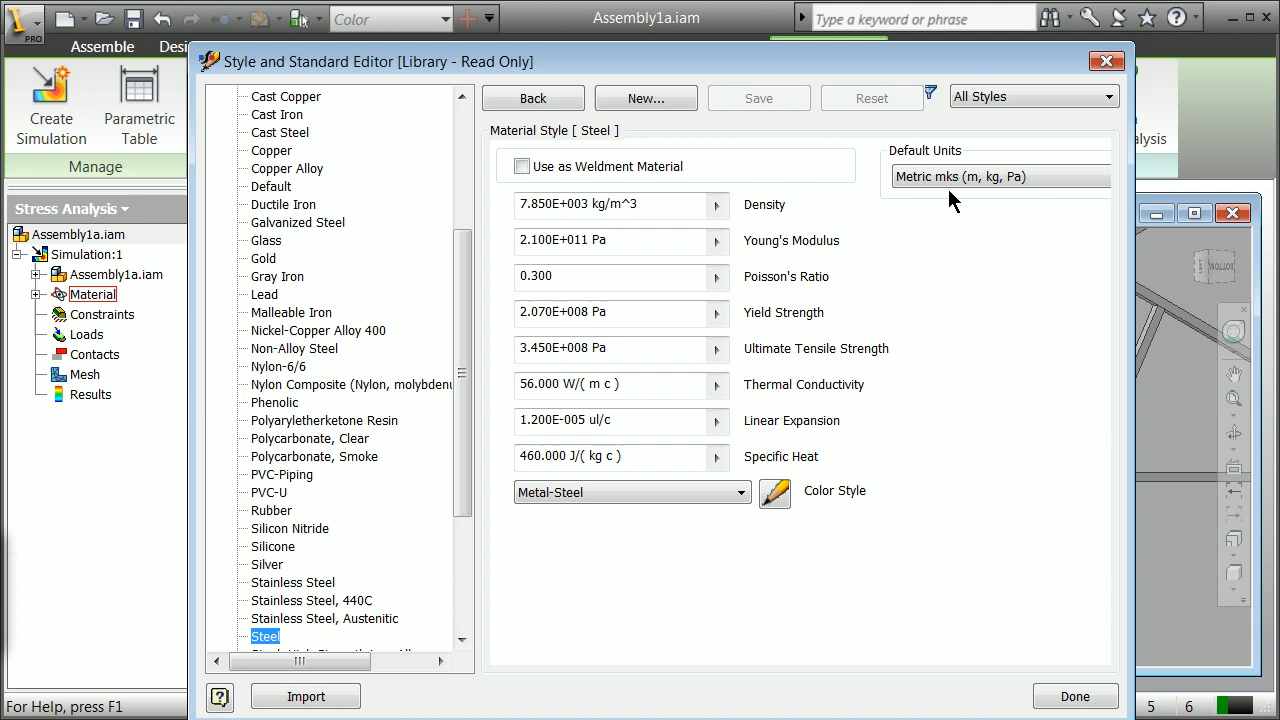 PRO
Color
Assembly1a.iam
Type a keyword or phrase
Assemble
Create
Simulation
Parametric
Table
Manage
Stress Analysis
Assembly1a.iam
Simulation:1
Assembly1a.iam
Material
Constraints
Loads
Contacts
Mesh
Results
For Help, press F1
Style and Standard Editor [Library - Read Only]
Cast Copper
Cast Iron
Cast Steel
Copper
Copper Alloy
Default
Ductile Iron
Galvanized Steel
Glass
Gold
Gray Iron
Lead
Malleable Iron
Nickel-Copper Alloy 400
Non-Alloy Steel
Nylon-6/6
Nylon Composite (Nylon, molybdenu
Phenolic
Polyaryletherketone Resin
Polycarbonate, Clear
Polycarbonate, Smoke
PVC-Piping
PVC-U
Rubber
Silicon Nitride
Silicone
Silver
Stainless Steel
Stainless Steel, 440C
Stainless Steel, Austenitic
Steel
Import
Back
New...
Save
Reset
All Styles
Material Style [ Steel ]
Use as Weldment Material
Default Units
Metric mks (m, kg, Pa)
7.850E+003 kg/m^3 Density
2.100E+011 Pa Young's Modulus
0.300 Poisson's Ratio
2.070E+008 Pa Yield Strength
3.450E+008 Pa Ultimate Tensile Strength
56.000 W/( m c ) Thermal Conductivity
1.200E-005 ul/c Linear Expansion
460.000 J/( kg c ) Specific Heat
Metal-Steel Color Style
Done
alysis
BOTTOM
5 6